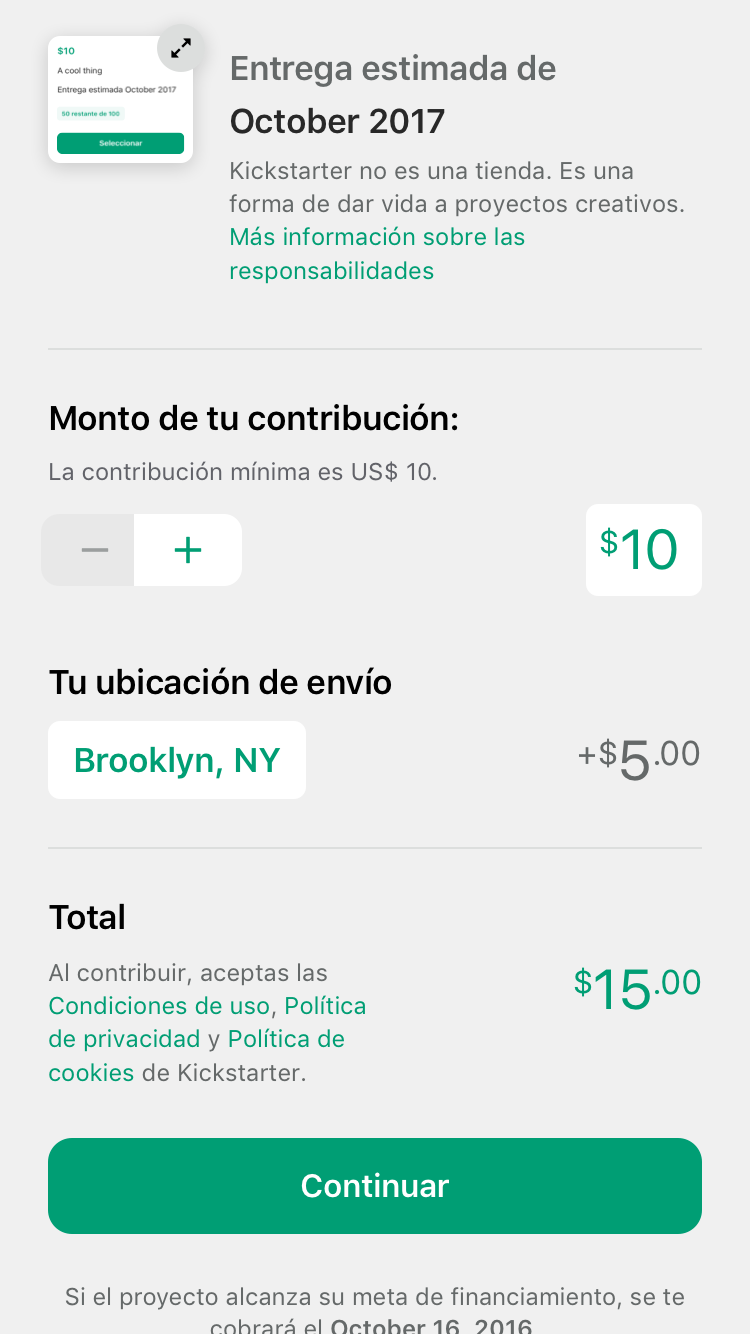 $10
A cool thing
Entrega estimada October 2017
50 restante de 100
Seleccionar
Entrega estimada de
October 2017
Kickstarter no es una tienda. Es una
forma de dar vida a proyectos creativos.
Más información sobre las
responsabilidades
Monto de tu contribución:
La contribución mínima es US$ 10.
$10
Tu ubicación de envío
Brooklyn, NY
+$5.00
Total
Al contribuir, aceptas las
Condiciones de uso, Política
de privacidad y Política de
cookies de Kickstarter.
$15.00
Continuar
Si el proyecto alcanza su meta de financiamiento, se te
cobrará el October 16, 2016